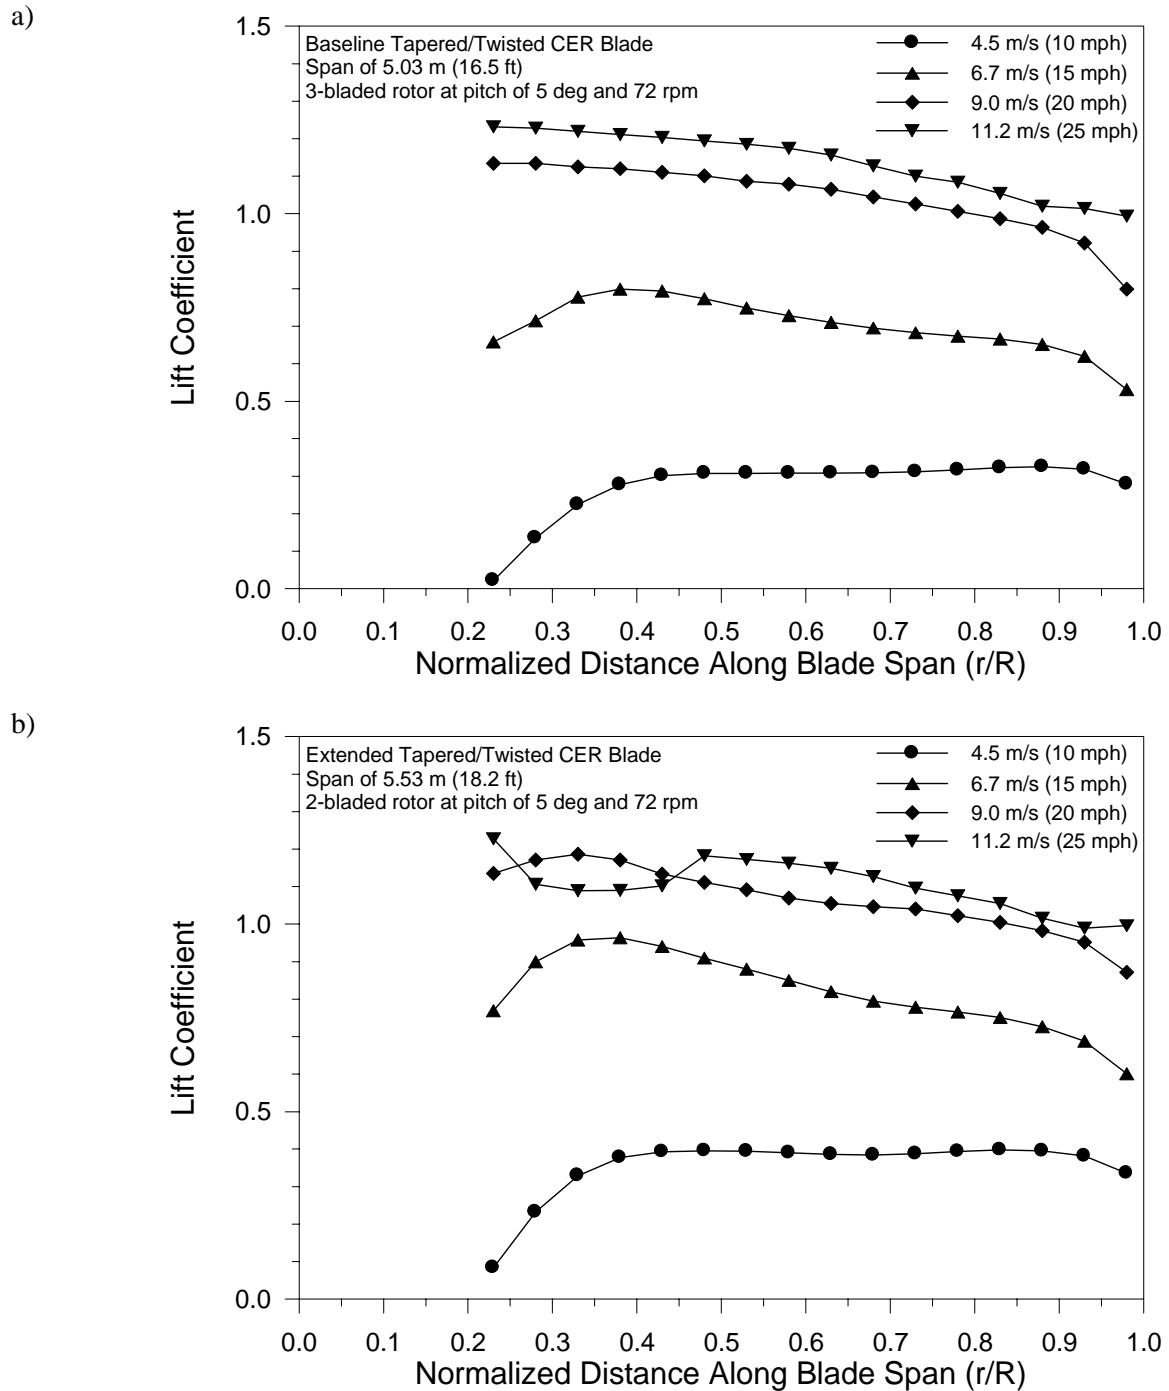 a)
1.5
Baseline Tapered/Twisted CER Blade
Span of 5.03 m (16.5 ft)
3-bladed rotor at pitch of 5 deg and 72 rpm
4.5 m/s (10 mph)
6.7 m/s (15 mph)
9.0 m/s (20 mph)
11.2 m/s (25 mph)
1.0
Lift Coefficient
0.5
0.0
0.0 0.1 0.2 0.3 0.4 0.5 0.6 0.7 0.8 0.9 1.0
Normalized Distance Along Blade Span (r/R)
b)
1.5
Extended Tapered/Twisted CER Blade
Span of 5.53 m (18.2 ft)
2-bladed rotor at pitch of 5 deg and 72 rpm
4.5 m/s (10 mph)
6.7 m/s (15 mph)
9.0 m/s (20 mph)
11.2 m/s (25 mph)
1.0
Lift Coefficient
0.5
0.0
0.0 0.1 0.2 0.3 0.4 0.5 0.6 0.7 0.8 0.9 1.0
Normalized Distance Along Blade Span (r/R)